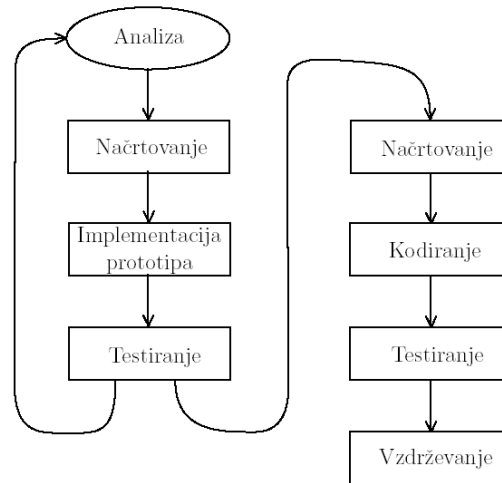 Analiza
Načrtovanje
Implementacija
prototipa
Testiranje
Načrtovanje
Kodiranje
Testiranje
Vzdrževanje